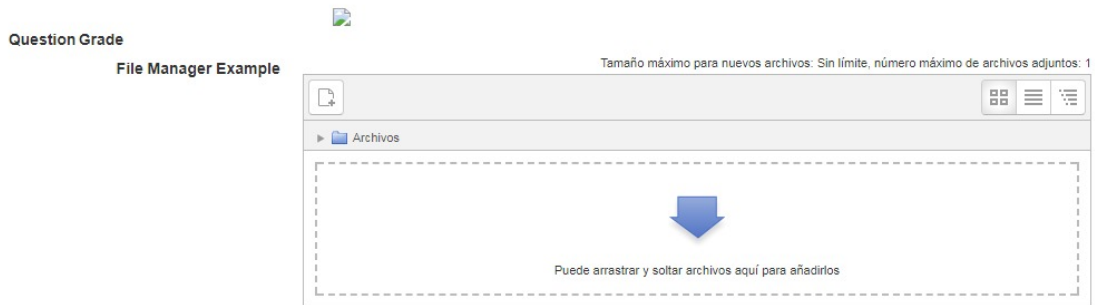 Question Grade
File Manager Example
Tamaño máximo para nuevos archivos: Sin límite, número máximo de archivos adjuntos: 1
Archivos
Puede arrastrar y soltar archivos aquí para añadirlos